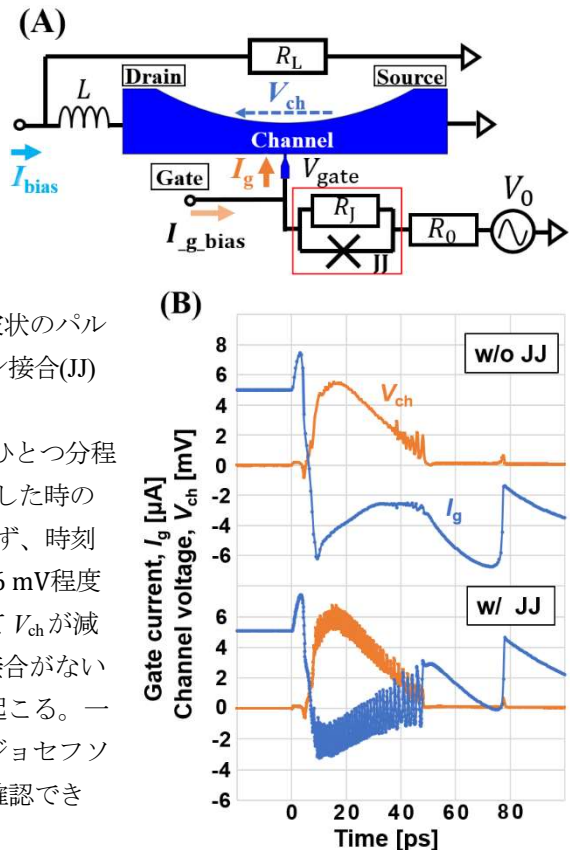 (A)
R_L
Drain
Source
L
V_ch
Channel
I_bias
Gate
I_g
V_gate
I_g_bias
R_J
JJ
R_0
V_0
(B)
状のパル
ン接合(JJ)
ひとつ分程
した時の
ず、時刻
6 mV程度
て V_ch が減
接合がない
起こる。一
ジョセフソ
確認でき
w/o JJ
V_ch
I_g
w/ JJ
Gate current, I_g [μA]
Channel voltage, V_ch [mV]
8
6
4
2
0
-2
-4
-6
6
4
2
0
-2
-4
-6
0 20 40 60 80
Time [ps]